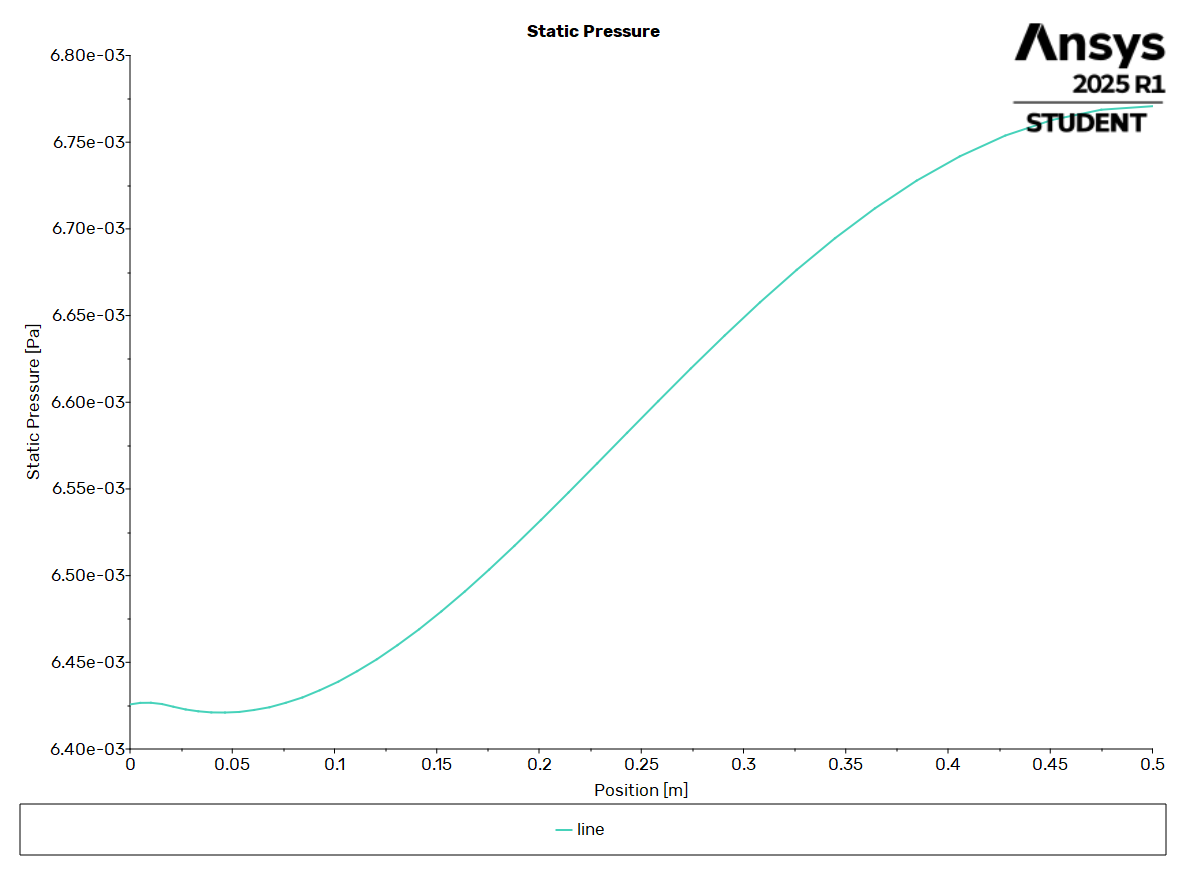 Static Pressure
Ansys
2025 R1
STUDENT
6.80e-03
6.75e-03
6.70e-03
6.65e-03
6.60e-03
6.55e-03
6.50e-03
6.45e-03
6.40e-03
Static Pressure [Pa]
0 0.05 0.1 0.15 0.2 0.25 0.3 0.35 0.4 0.45 0.5
Position [m]
line